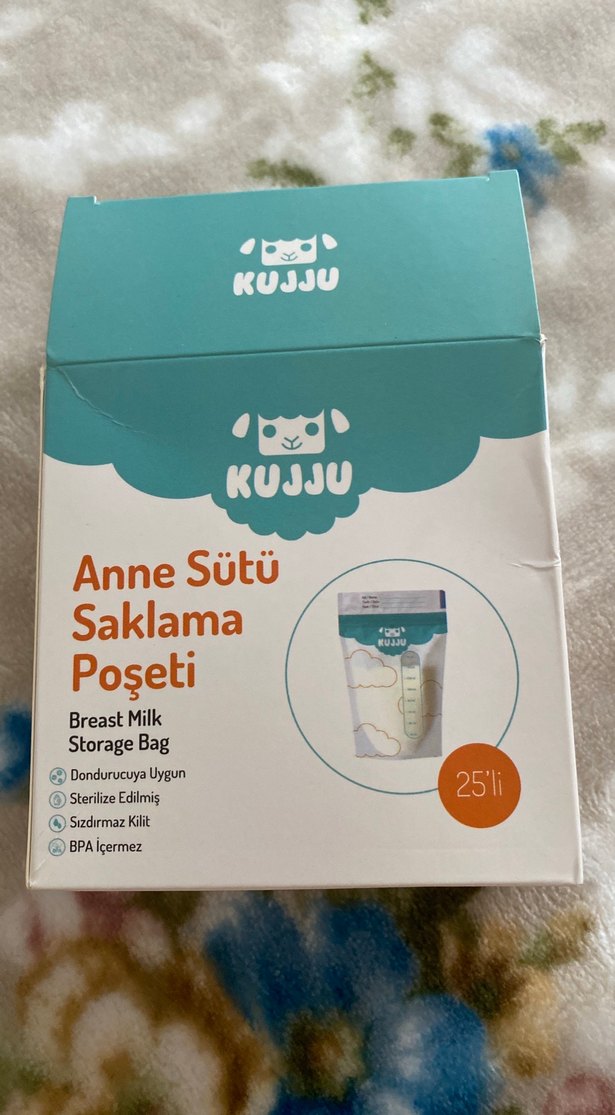 KUJJU
KUJJU
Anne Sütü
Saklama
Poşeti
Breast Milk
Storage Bag
Dondurucuya Uygun
Sterilize Edilmiş
Sızdırmaz Kilit
BPA İçermez
KUJJU
25'li